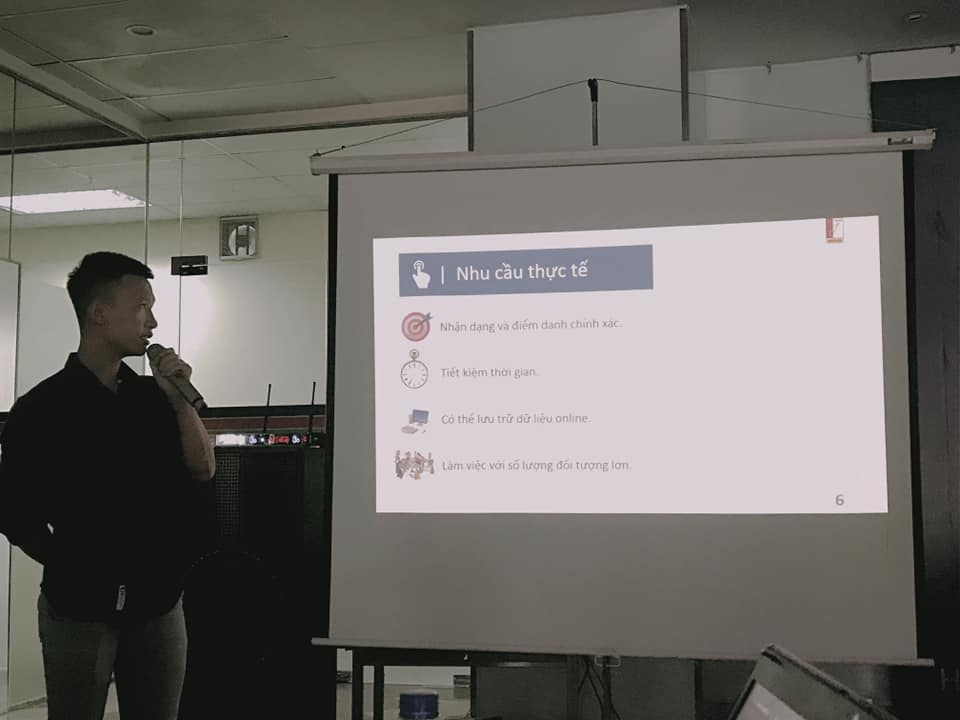 | Nhu cầu thực tế
Nhận dạng và điểm danh chính xác.
Tiết kiệm thời gian.
Có thể lưu trữ dữ liệu online.
Làm việc với số lượng đối tượng lớn.
6